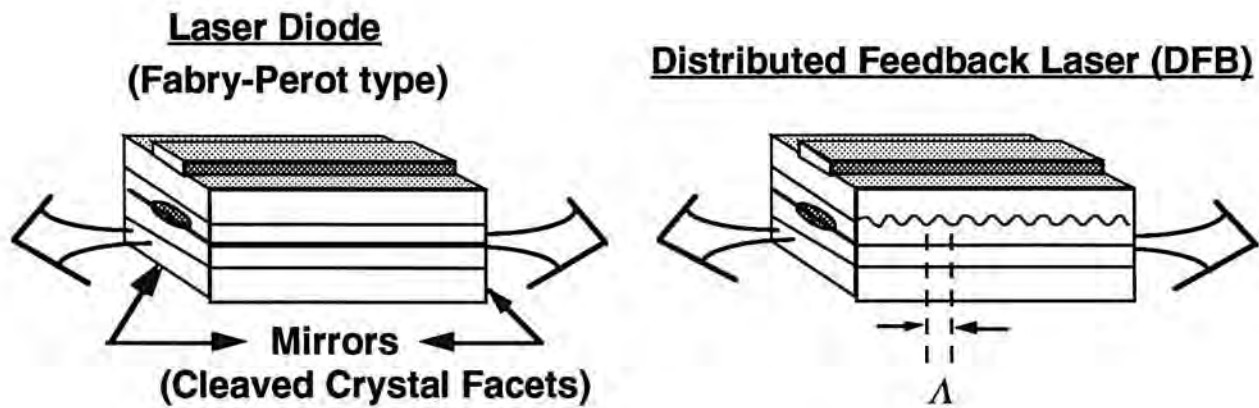 Laser Diode
(Fabry-Perot type)
Distributed Feedback Laser (DFB)
Mirrors
(Cleaved Crystal Facets)
Λ